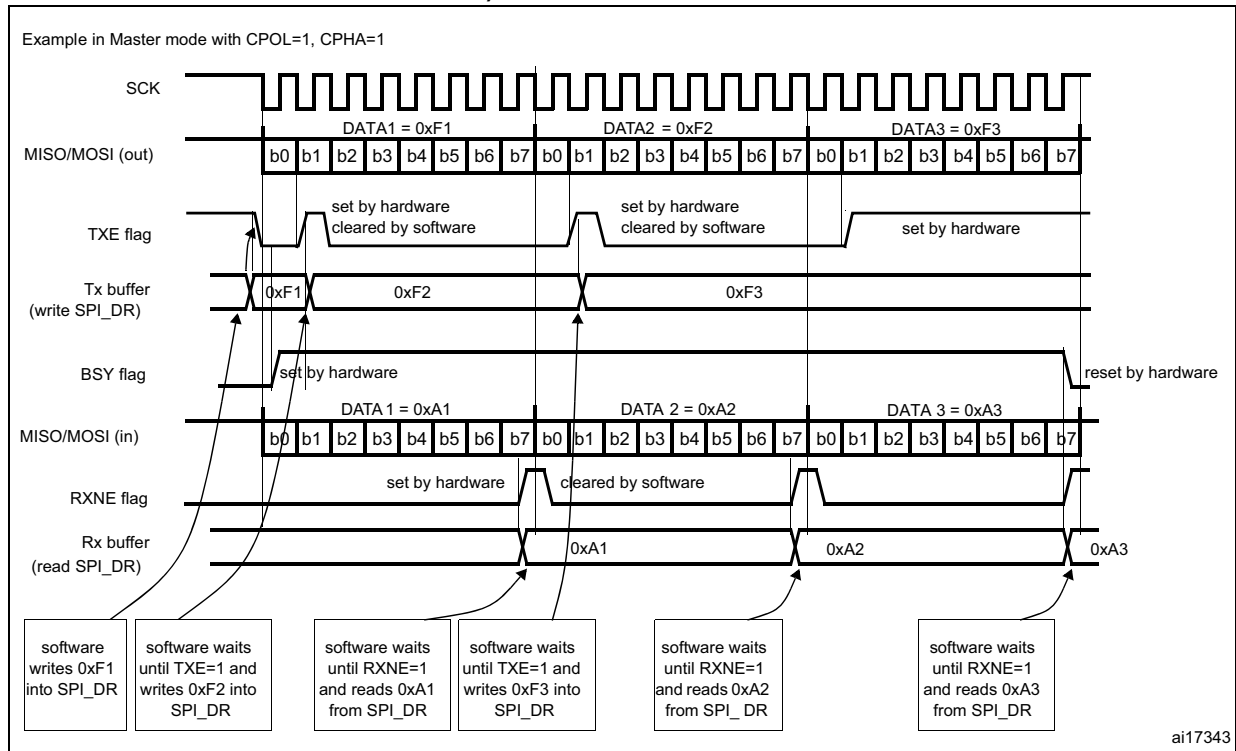 Example in Master mode with CPOL=1, CPHA=1
SCK
DATA1 = 0xF1
DATA2 = 0xF2
DATA3 = 0xF3
MISO/MOSI (out)
b0 b1 b2 b3 b4 b5 b6 b7 b0 b1 b2 b3 b4 b5 b6 b7 b0 b1 b2 b3 b4 b5 b6 b7
TXE flag
set by hardware
cleared by software
set by hardware
cleared by software
set by hardware
Tx buffer
(write SPI_DR)
0xF1
0xF2
0xF3
BSY flag
set by hardware
reset by hardware
DATA 1 = 0xA1
DATA 2 = 0xA2
DATA 3 = 0xA3
MISO/MOSI (in)
b0 b1 b2 b3 b4 b5 b6 b7 b0 b1 b2 b3 b4 b5 b6 b7 b0 b1 b2 b3 b4 b5 b6 b7
RXNE flag
set by hardware
cleared by software
Rx buffer
(read SPI_DR)
0xA1
0xA2
0xA3
software
writes 0xF1
into SPI_DR
software waits
until TXE=1 and
writes 0xF2 into
SPI_DR
software waits
until RXNE=1
and reads 0xA1
from SPI_DR
software waits
until TXE=1 and
writes 0xF3 into
SPI_DR
software waits
until RXNE=1
and reads 0xA2
from SPI_ DR
software waits
until RXNE=1
and reads 0xA3
from SPI_DR
ai17343